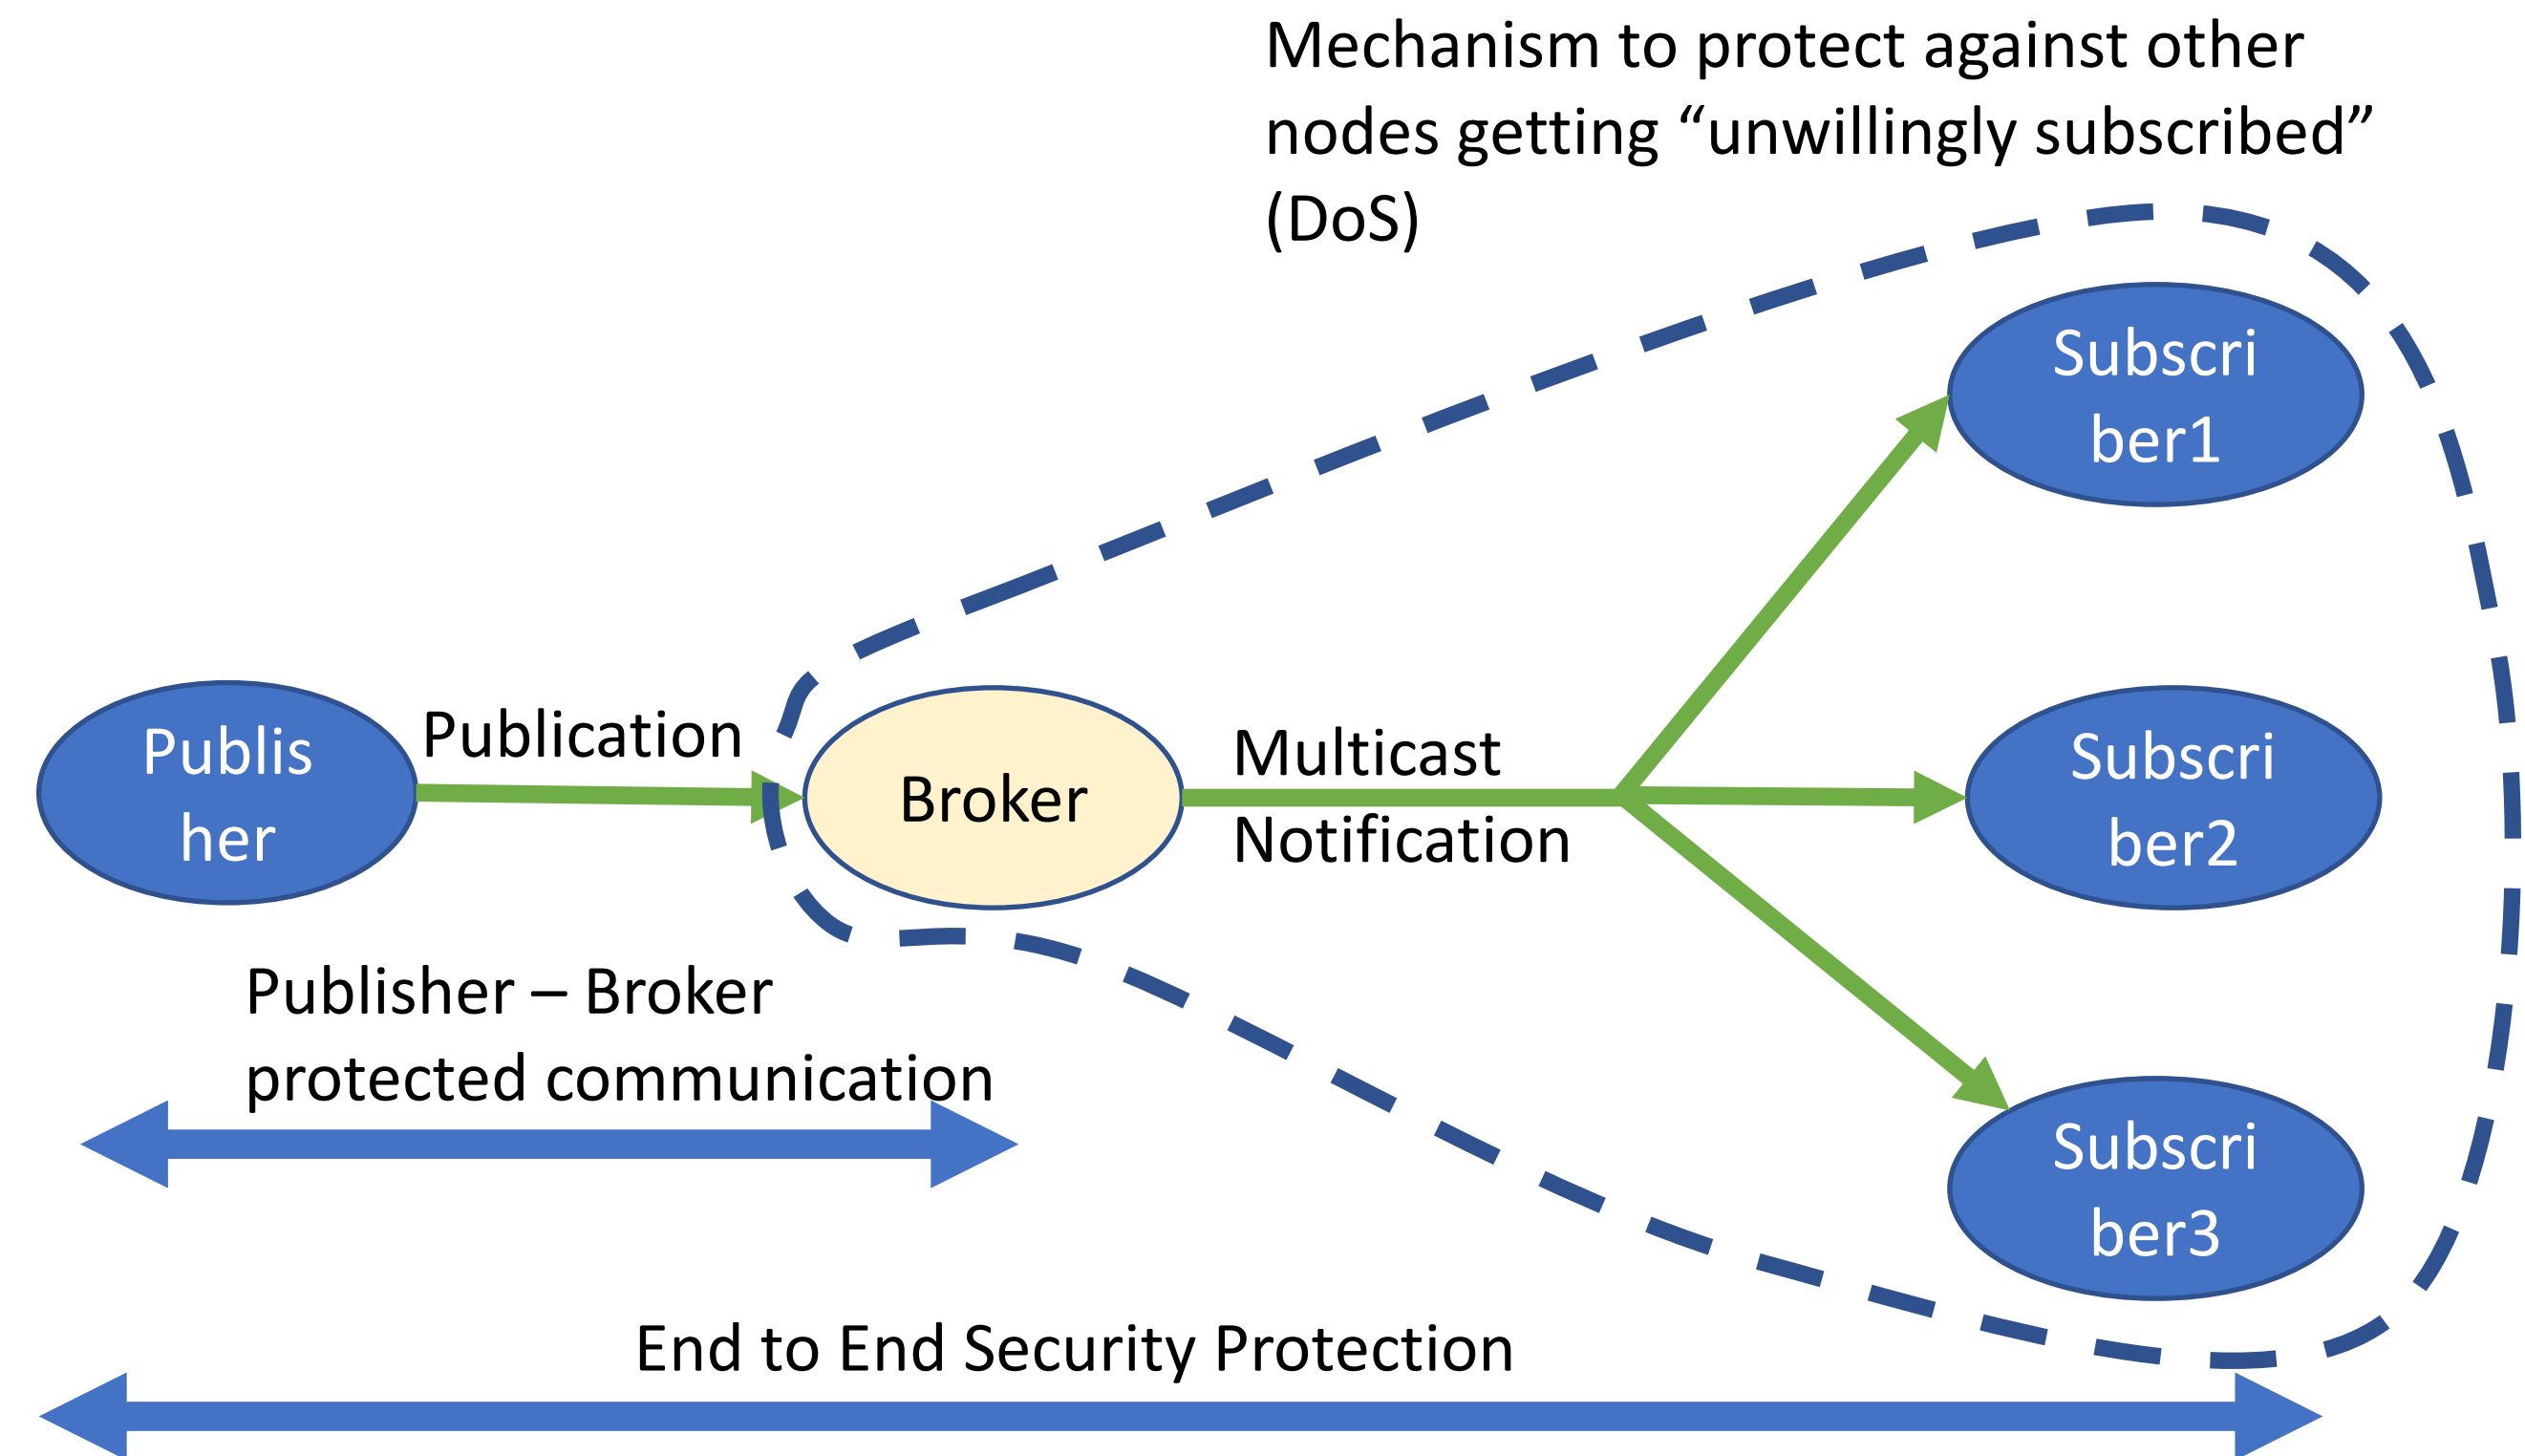 Mechanism to protect against other
nodes getting “unwillingly subscribed”
(DoS)
Subscri
ber1
Publis
her
Publication
Broker
Multicast
Notification
Subscri
ber2
Publisher – Broker
protected communication
Subscri
ber3
End to End Security Protection